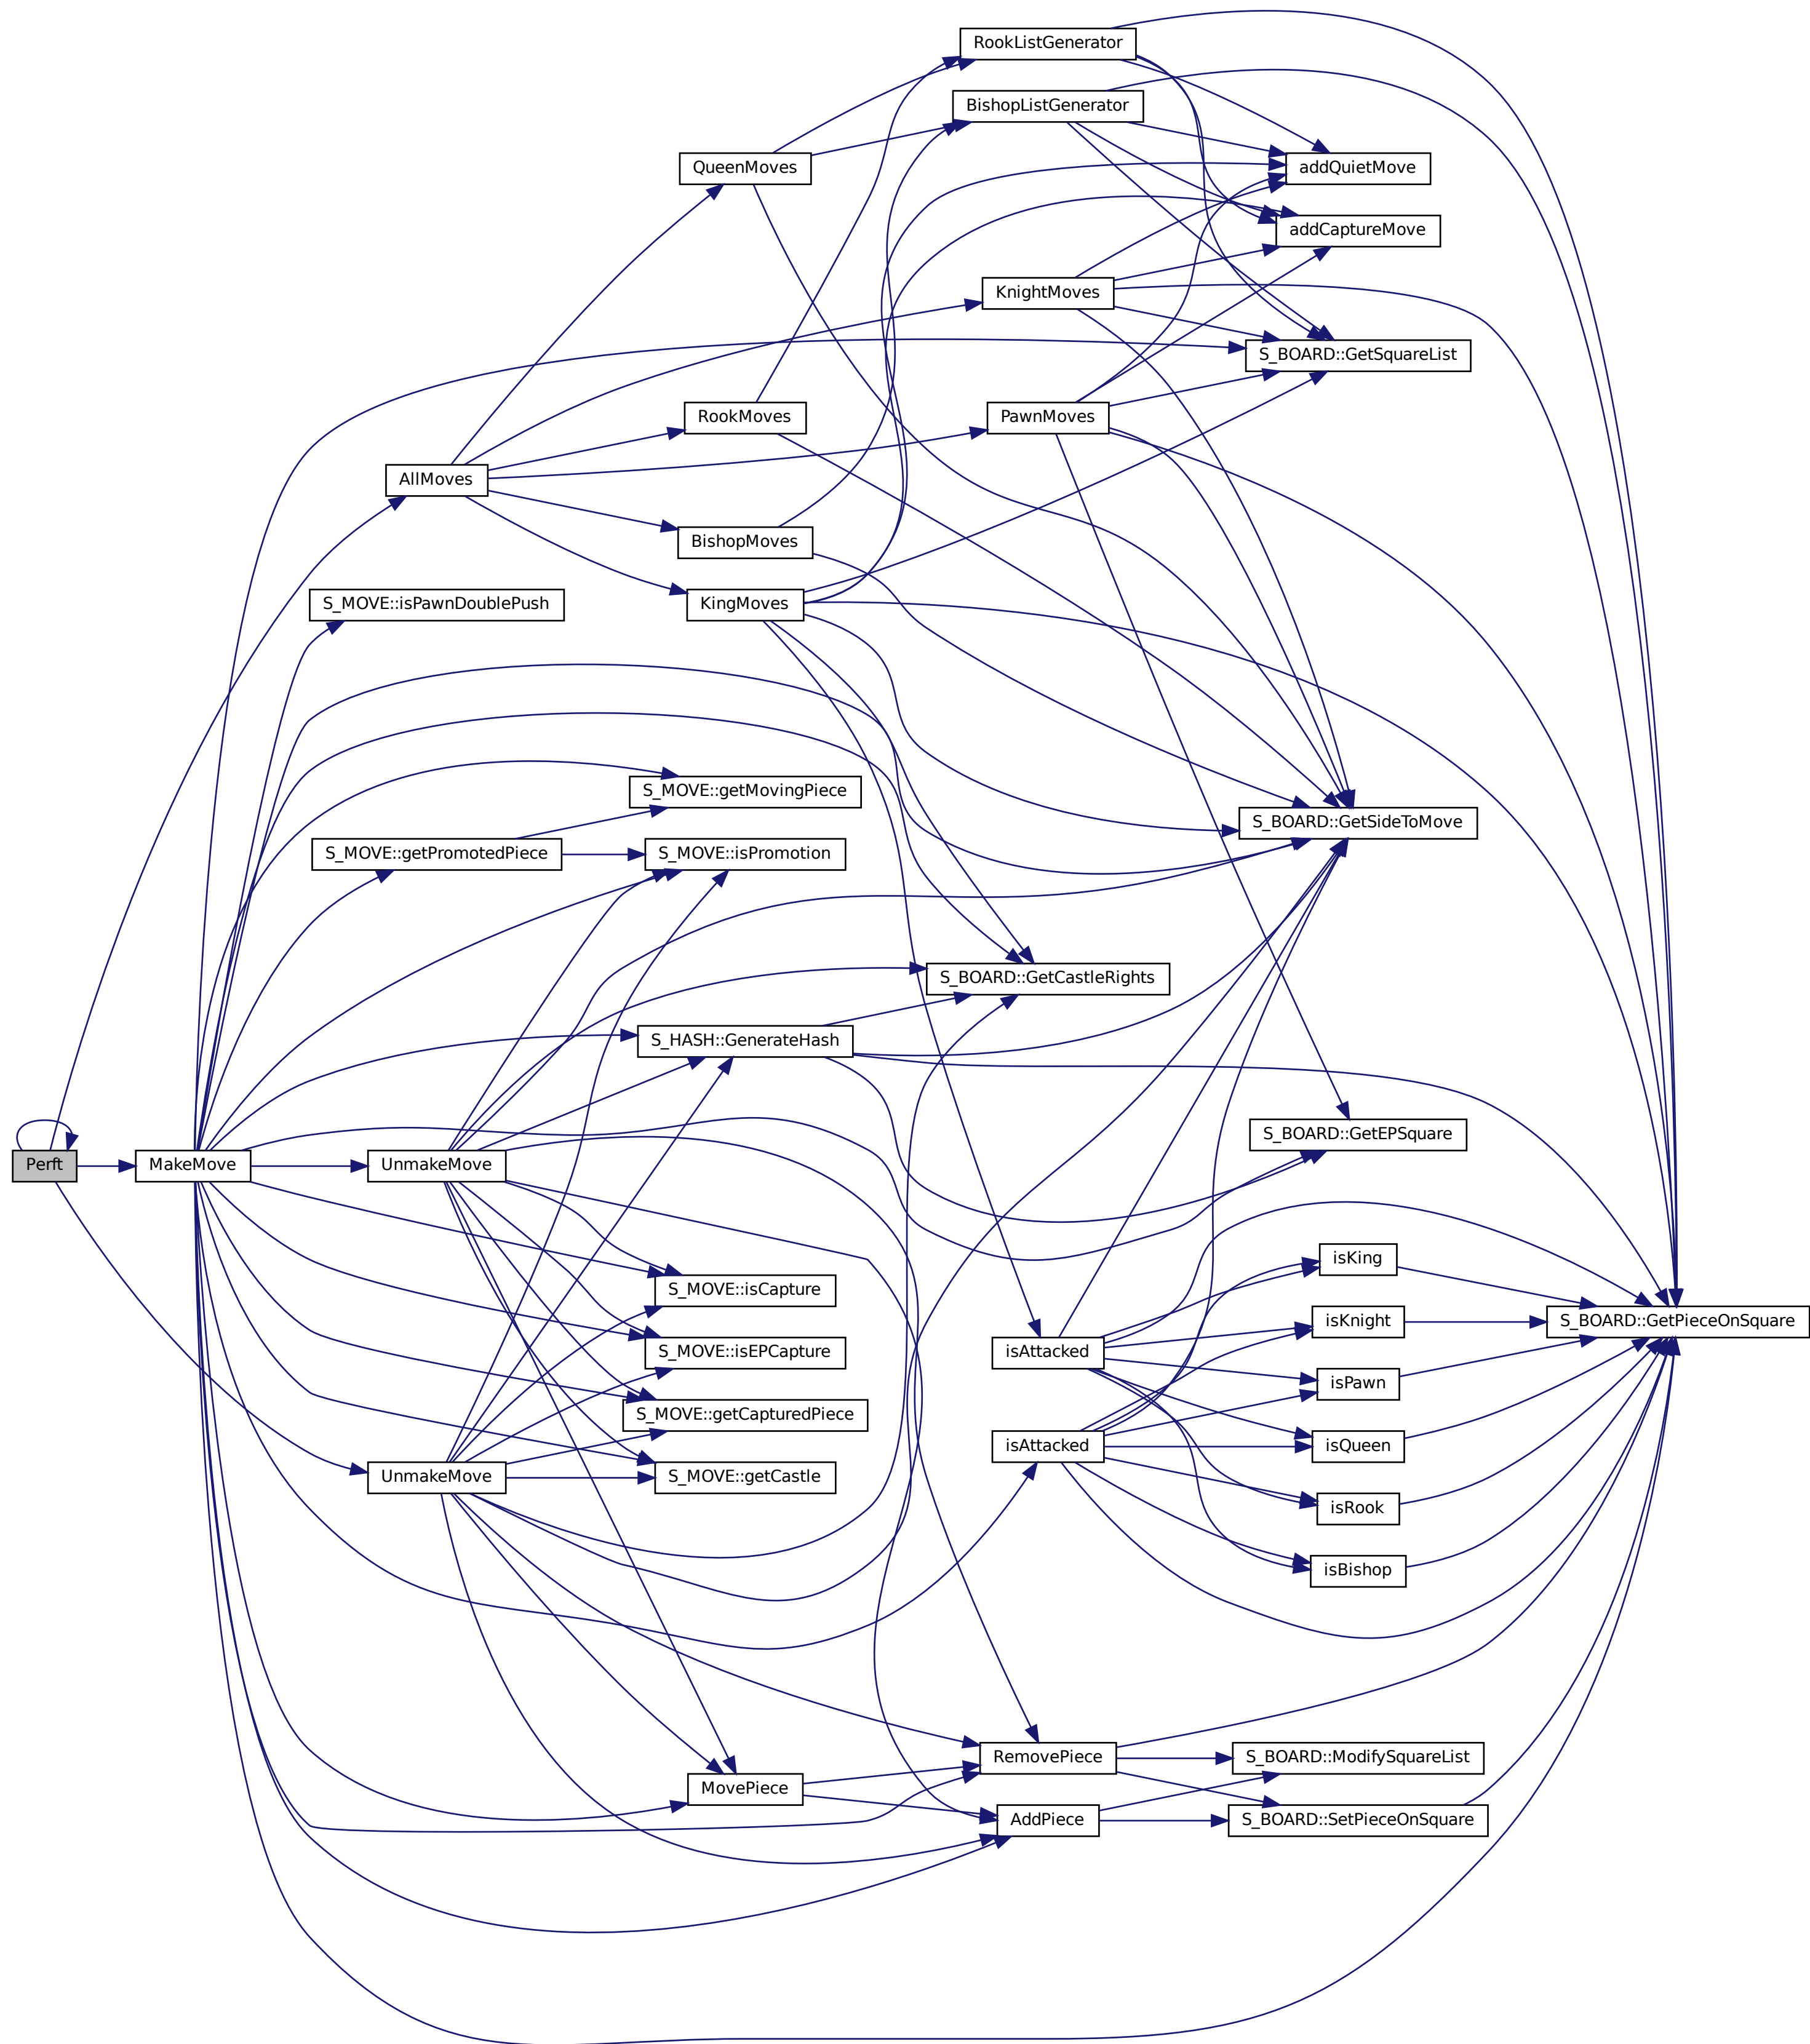 RookListGenerator
BishopListGenerator
QueenMoves
addQuietMove
addCaptureMove
KnightMoves
S_BOARD::GetSquareList
RookMoves
PawnMoves
AllMoves
BishopMoves
S_MOVE::isPawnDoublePush
KingMoves
S_MOVE::getMovingPiece
S_BOARD::GetSideToMove
S_MOVE::getPromotedPiece
S_MOVE::isPromotion
S_BOARD::GetCastleRights
S_HASH::GenerateHash
S_BOARD::GetEPSquare
Perft
MakeMove
UnmakeMove
isKing
S_MOVE::isCapture
isKnight
S_BOARD::GetPieceOnSquare
S_MOVE::isEPCapture
isAttacked
isPawn
S_MOVE::getCapturedPiece
isAttacked
isQueen
UnmakeMove
S_MOVE::getCastle
isRook
isBishop
RemovePiece
S_BOARD::ModifySquareList
MovePiece
AddPiece
S_BOARD::SetPieceOnSquare